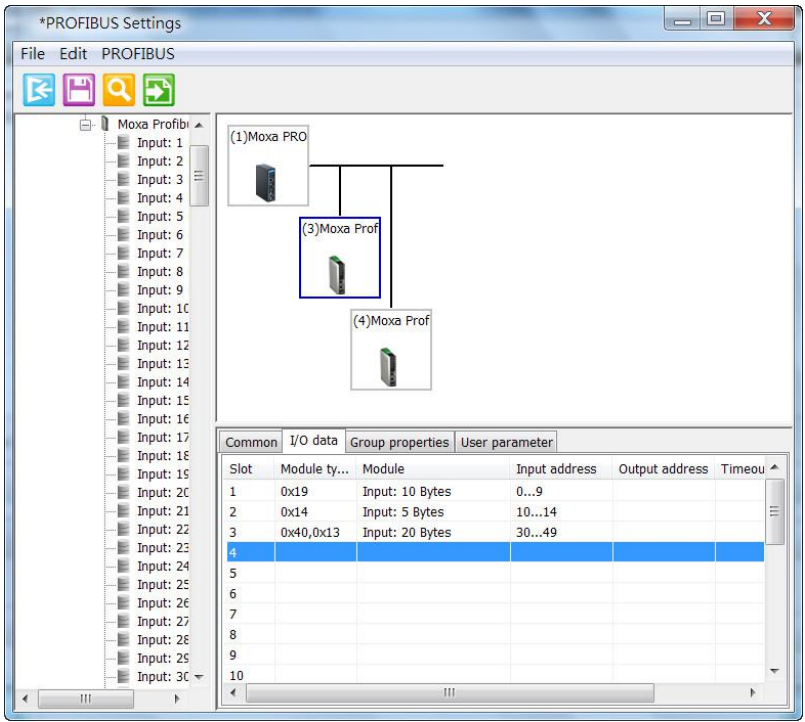 *PROFIBUS Settings
File Edit PROFIBUS
Moxa Profibu
Input: 1
Input: 2
Input: 3
Input: 4
Input: 5
Input: 6
Input: 7
Input: 8
Input: 9
Input: 10
Input: 11
Input: 12
Input: 13
Input: 14
Input: 15
Input: 16
Input: 17
Input: 18
Input: 19
Input: 20
Input: 21
Input: 22
Input: 23
Input: 24
Input: 25
Input: 26
Input: 27
Input: 28
Input: 29
Input: 30
(1)Moxa PRO
(3)Moxa Prof
(4)Moxa Prof
Common I/O data Group properties User parameter
Slot Module ty... Module Input address Output address Timeou
1 0x19 Input: 10 Bytes 0...9
2 0x14 Input: 5 Bytes 10...14
3 0x40,0x13 Input: 20 Bytes 30...49
4
5
6
7
8
9
10